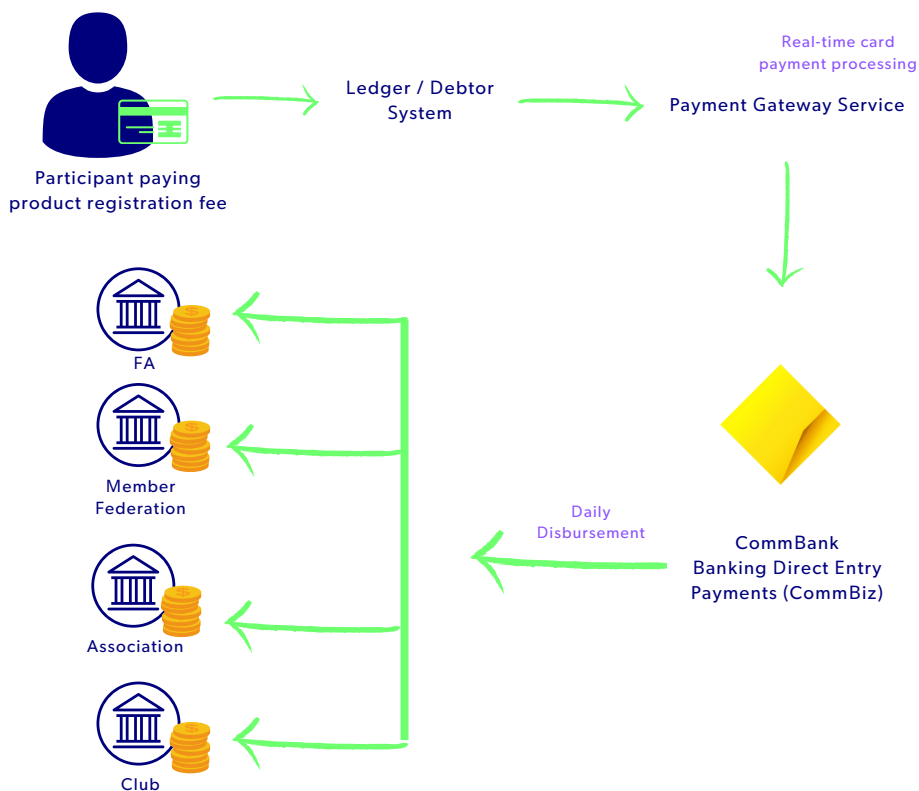 Real-time card
payment processing
Ledger / Debtor
System
Payment Gateway Service
Participant paying
product registration fee
FA
Member
Federation
Daily
Disbursement
CommBank
Banking Direct Entry
Payments (CommBiz)
Association
Club